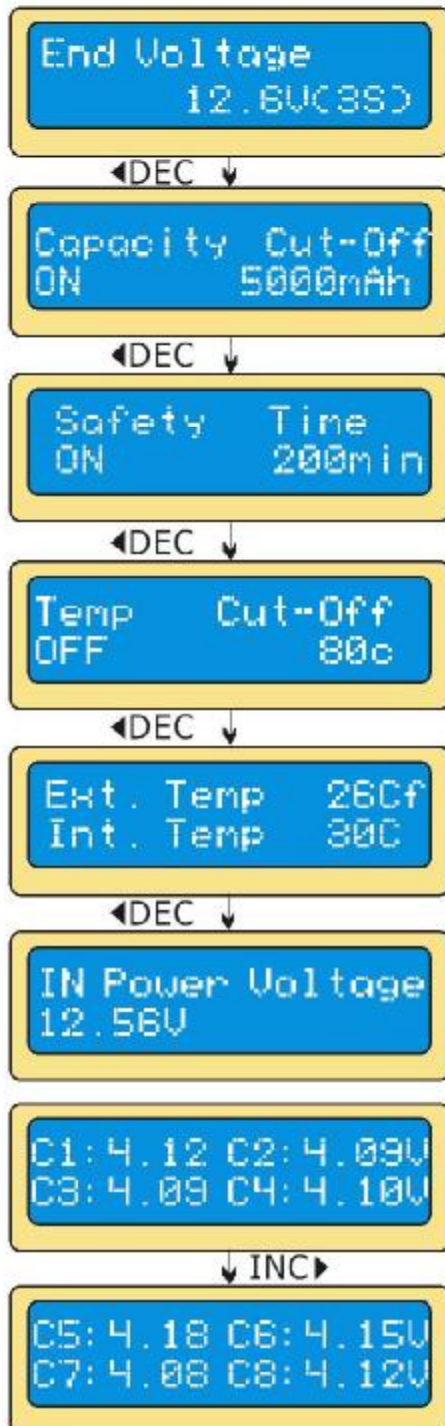 End Voltage
12.6V(3S)
◀DEC ↓
Capacity Cut-Off
ON 5000mAh
◀DEC ↓
Safety Time
ON 200min
◀DEC ↓
Temp Cut-Off
OFF 80c
◀DEC ↓
Ext. Temp 26Cf
Int. Temp 30C
◀DEC ↓
IN Power Voltage
12.56V
C1:4.12 C2:4.09V
C3:4.09 C4:4.10V
↓ INC▶
C5:4.18 C6:4.15V
C7:4.08 C8:4.12V